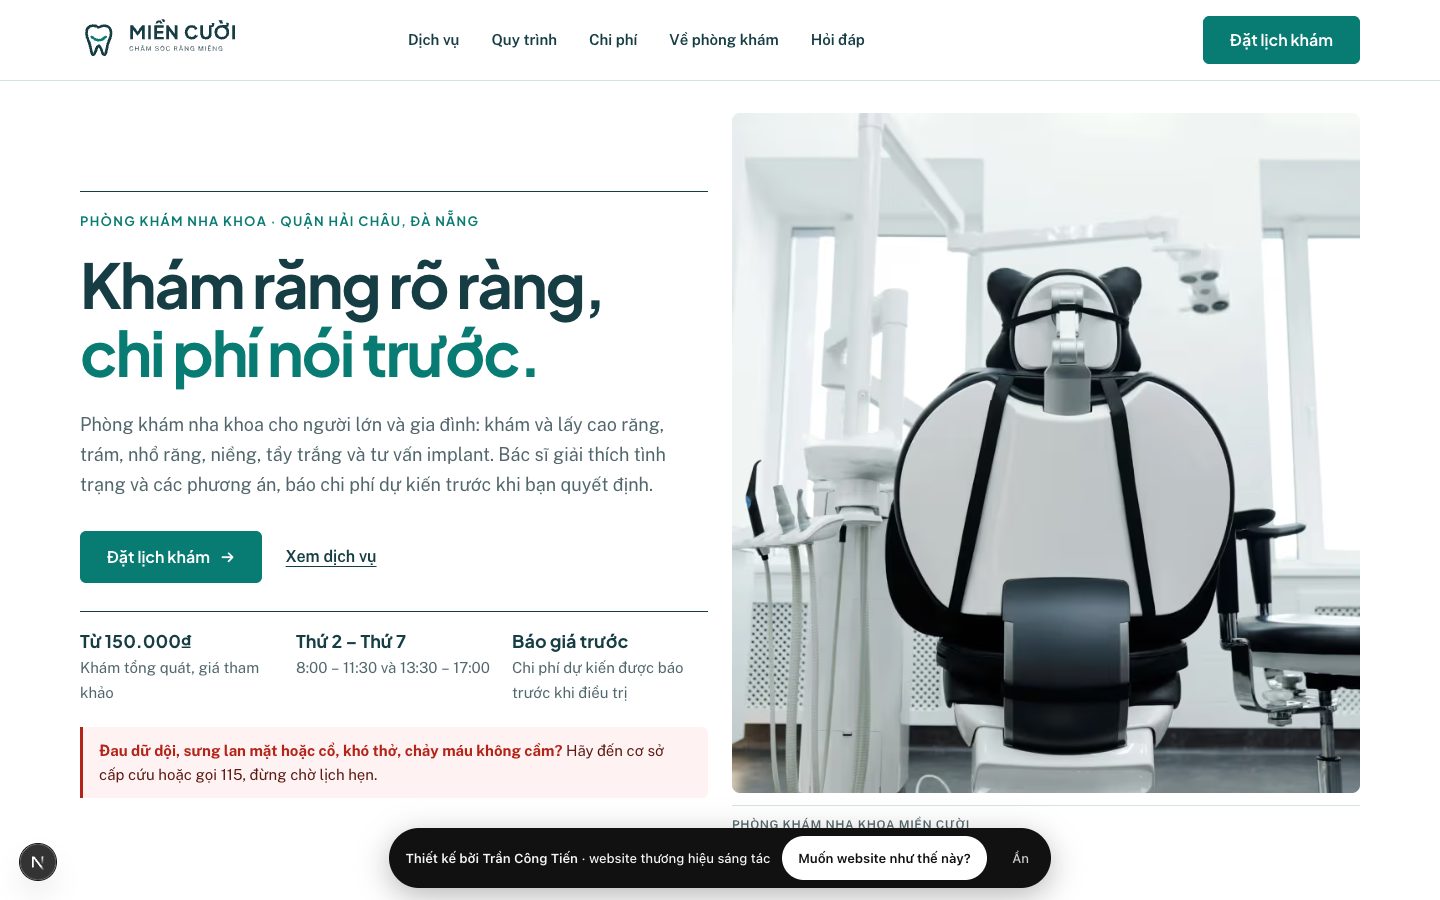 MIỀN CƯỜI
CHĂM SÓC RĂNG MIỆNG
Dịch vụ
Quy trình
Chi phí
Về phòng khám
Hỏi đáp
Đặt lịch khám
PHÒNG KHÁM NHA KHOA · QUẬN HẢI CHÂU, ĐÀ NẴNG
Khám răng rõ ràng,
chi phí nói trước.
Phòng khám nha khoa cho người lớn và gia đình: khám và lấy cao răng,
trám, nhổ răng, niềng, tẩy trắng và tư vấn implant. Bác sĩ giải thích tình
trạng và các phương án, báo chi phí dự kiến trước khi bạn quyết định.
Đặt lịch khám →
Xem dịch vụ
Từ 150.000₫
Khám tổng quát, giá tham
khảo
Thứ 2 – Thứ 7
8:00 – 11:30 và 13:30 – 17:00
Báo giá trước
Chi phí dự kiến được báo
trước khi điều trị
Đau dữ dội, sưng lan mặt hoặc cổ, khó thở, chảy máu không cầm? Hãy đến cơ sở
cấp cứu hoặc gọi 115, đừng chờ lịch hẹn.
PHÒNG KHÁM NHA KHOA MIỀN CƯỜI
Thiết kế bởi Trần Công Tiến · website thương hiệu sáng tác
Muốn website như thế này?
Ẩn
N